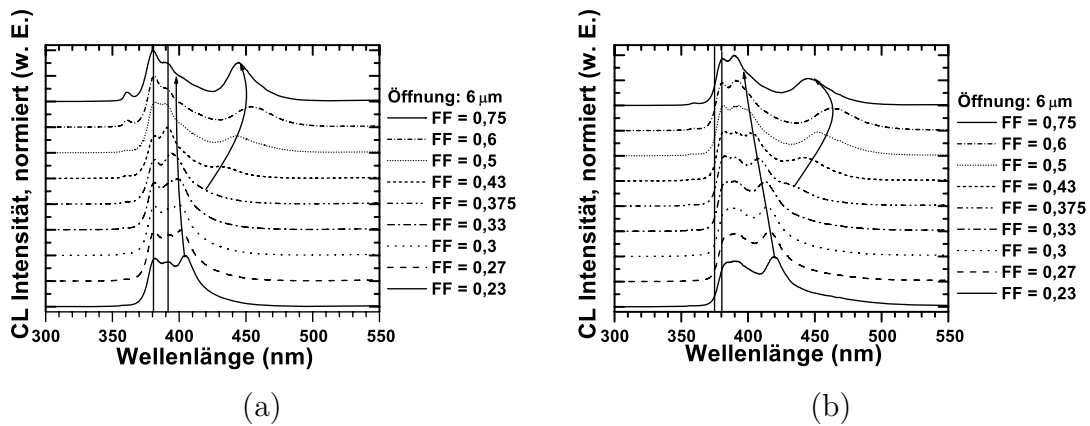 CL Intensität, normiert (w. E.)
300 350 400 450 500 550
Wellenlänge (nm)
Öffnung: 6 µm
FF = 0,75
FF = 0,6
FF = 0,5
FF = 0,43
FF = 0,375
FF = 0,33
FF = 0,3
FF = 0,27
FF = 0,23
(a)
CL Intensität, normiert (w. E.)
300 350 400 450 500 550
Wellenlänge (nm)
Öffnung: 6 µm
FF = 0,75
FF = 0,6
FF = 0,5
FF = 0,43
FF = 0,375
FF = 0,33
FF = 0,3
FF = 0,27
FF = 0,23
(b)